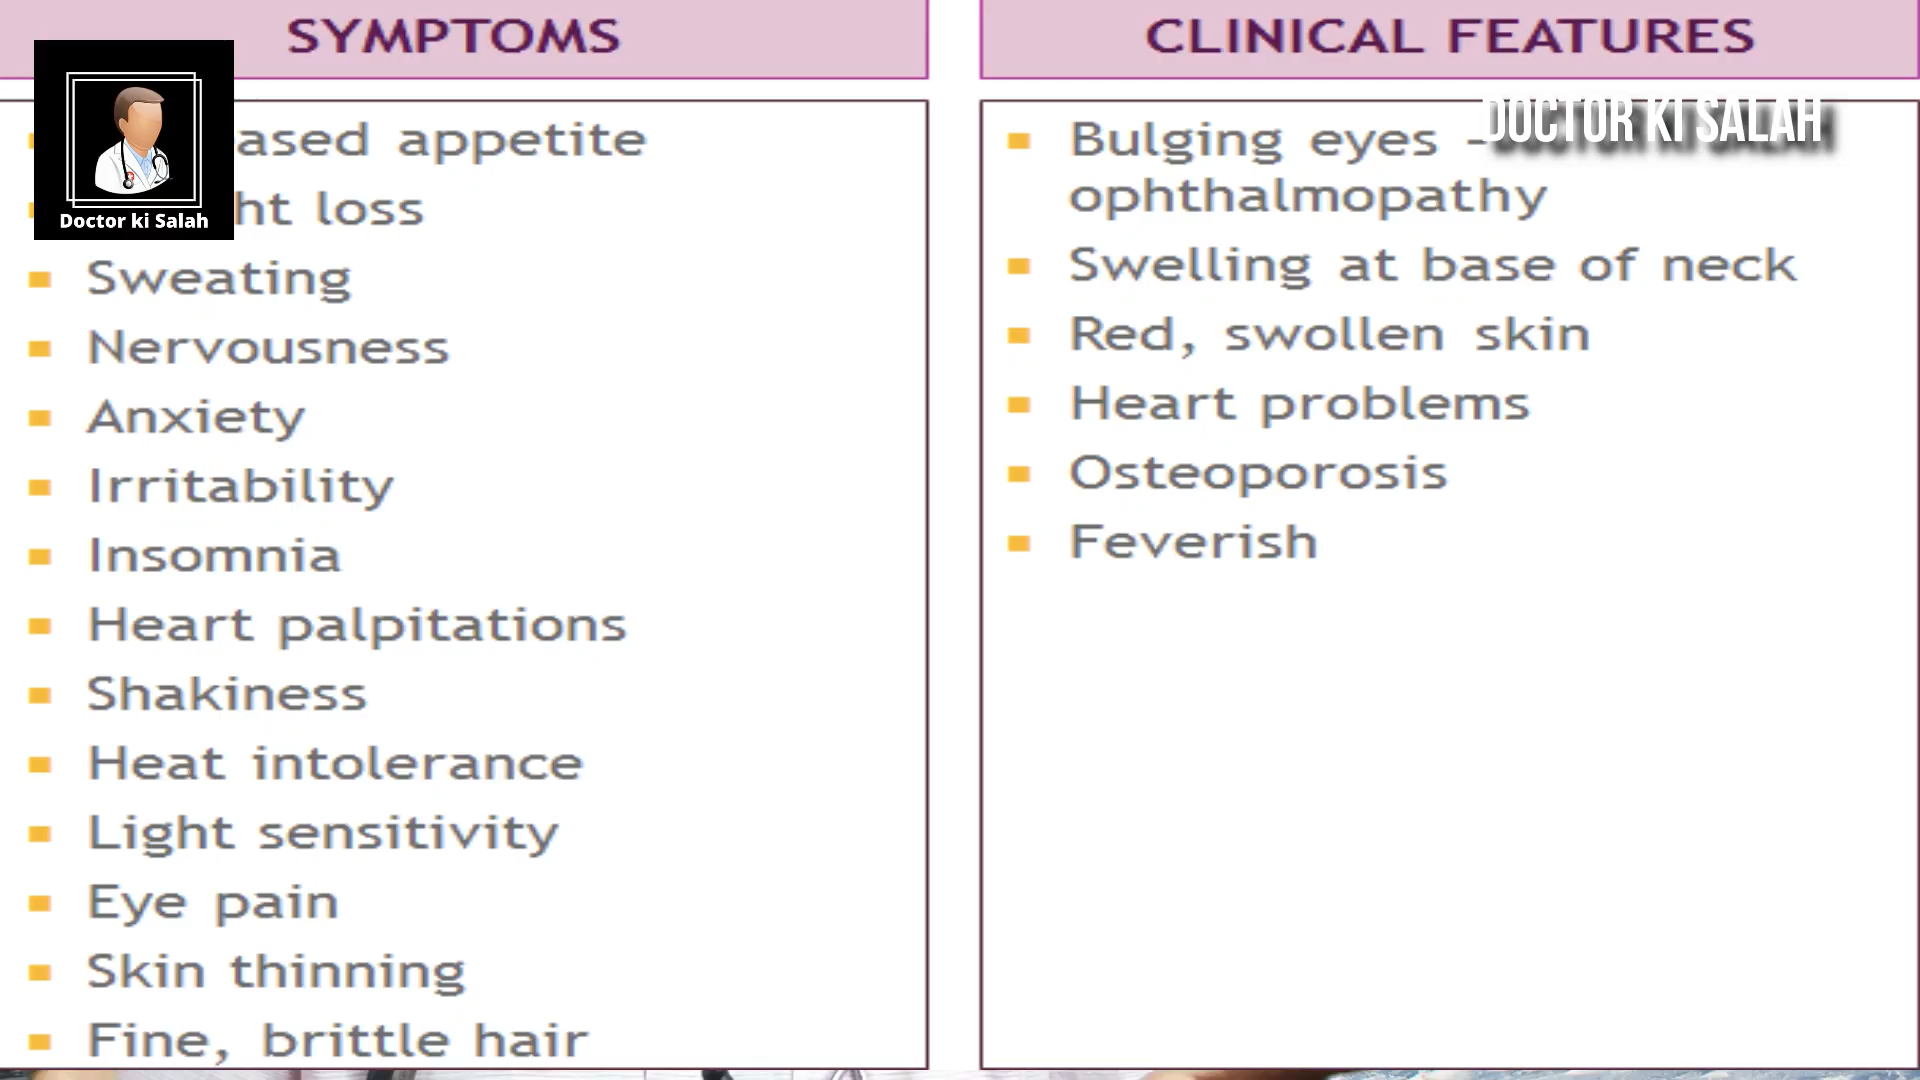 SYMPTOMS
appetite
loss
Sweating
Nervousness
Anxiety
Irritability
Insomnia
Heart palpitations
Shakiness
Heat intolerance
Light sensitivity
Eye pain
Skin thinning
Fine, brittle hair
CLINICAL FEATURES
Bulging eyes -
ophthalmopathy
Swelling at base of neck
Red, swollen skin
Heart problems
Osteoporosis
Feverish
Doctor ki Salah
DOCTOR KI SALAH